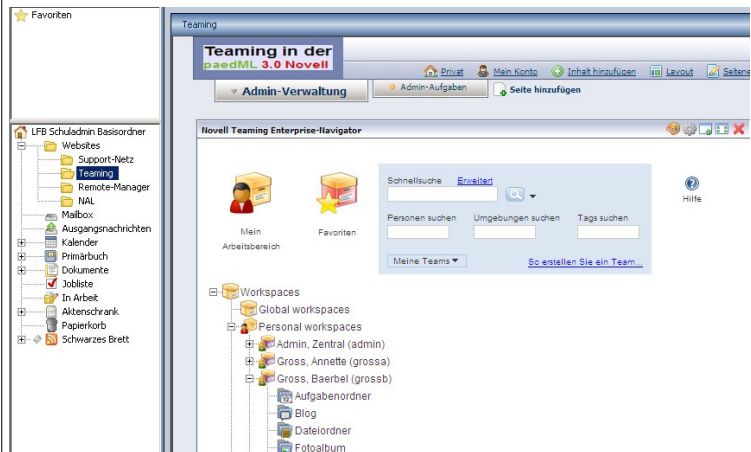 Favoriten
LFB Schuladmin Basisordner
Websites
Support-Netz
Teaming
Remote-Manager
NAL
Mailbox
Ausgangsnachrichten
Kalender
Primärbuch
Dokumente
Jobliste
In Arbeit
Aktenschrank
Papierkorb
Schwarzes Brett
Teaming
Teaming in der
paedML 3.0 Novell
Privat Mein Konto Inhalt hinzufügen Layout Seitene
Admin-Verwaltung Admin-Aufgaben Seite hinzufügen
Novell Teaming Enterprise-Navigator
Mein
Arbeitsbereich
Favoriten
Schnellsuche Erweitert
Personen suchen Umgebungen suchen Tags suchen
Meine Teams So erstellen Sie ein Team...
Hilfe
Workspaces
Global workspaces
Personal workspaces
Admin, Zentral (admin)
Gross, Annette (grossa)
Gross, Baerbel (grossb)
Aufgabenordner
12
Blog
Dateiordner
Fotoalbum